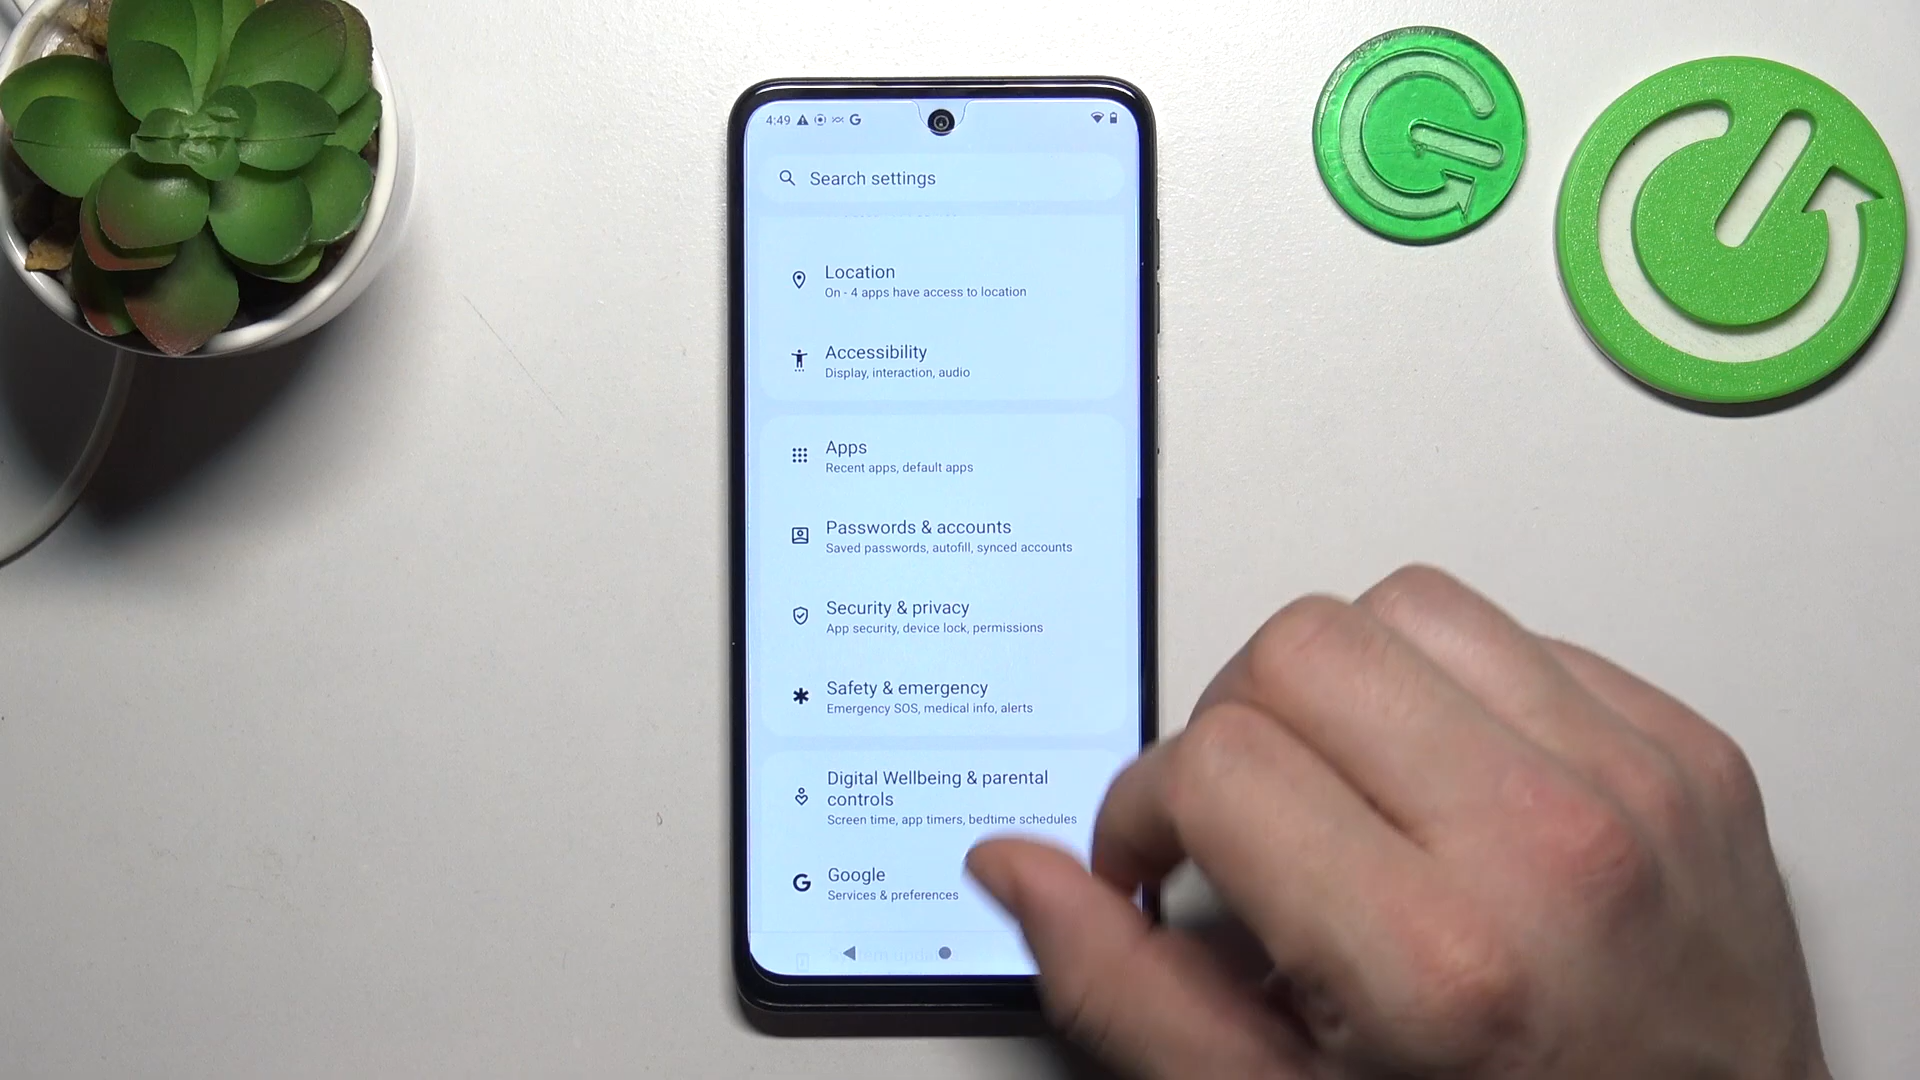 4:49
Search settings
Location
On - 4 apps have access to location
Accessibility
Display, interaction, audio
Apps
Recent apps, default apps
Passwords & accounts
Saved passwords, autofill, synced accounts
Security & privacy
App security, device lock, permissions
Safety & emergency
Emergency SOS, medical info, alerts
Digital Wellbeing & parental
controls
Screen time, app timers, bedtime schedules
Google
Services & preferences